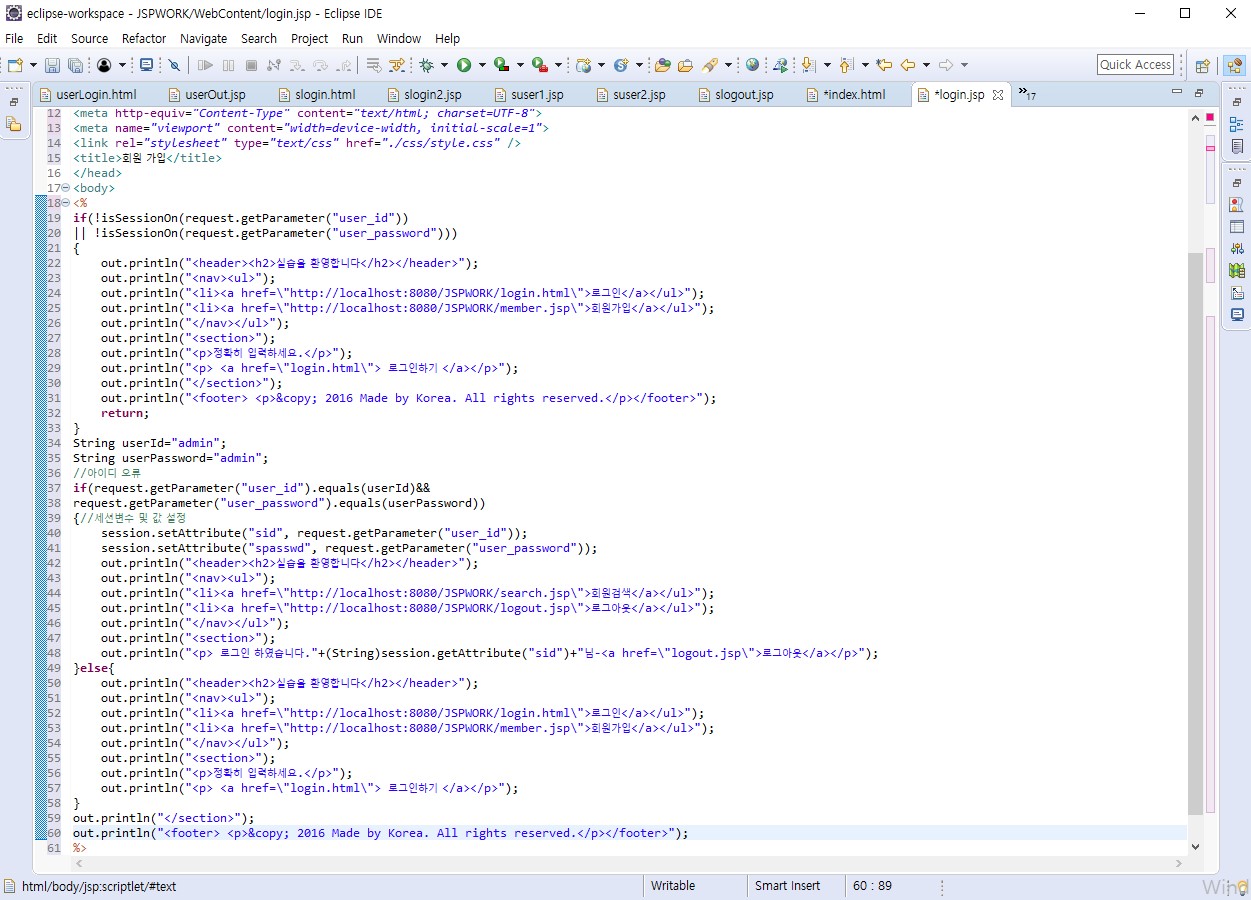 eclipse-workspace - JSPWORK/WebContent/login.jsp - Eclipse IDE
File Edit Source Refactor Navigate Search Project Run Window Help
Quick Access
userLogin.html userOut.jsp slogin.html slogin2.jsp suser1.jsp suser2.jsp slogout.jsp *index.html *login.jsp »17
12 <meta http-equiv="Content-Type" content="text/html; charset=UTF-8">
13 <meta name="viewport" content="width=device-width, initial-scale=1">
14 <link rel="stylesheet" type="text/css" href="./css/style.css" />
15 <title>회원 가입</title>
16 </head>
17 <body>
18 <%
19 if(!isSessionOn(request.getParameter("user_id"))
20 || !isSessionOn(request.getParameter("user_password")))
21 {
22 out.println("<header><h2>실습을 환영합니다</h2></header>");
23 out.println("<nav><ul>");
24 out.println("<li><a href=\"http://localhost:8080/JSPWORK/login.html\">로그인</a></ul>");
25 out.println("<li><a href=\"http://localhost:8080/JSPWORK/member.jsp\">회원가입</a></ul>");
26 out.println("</nav></ul>");
27 out.println("<section>");
28 out.println("<p>정확히 입력하세요.</p>");
29 out.println("<p> <a href=\"login.html\"> 로그인하기 </a></p>");
30 out.println("</section>");
31 out.println("<footer> <p>&copy; 2016 Made by Korea. All rights reserved.</p></footer>");
32 return;
33 }
34 String userId="admin";
35 String userPassword="admin";
36 //아이디 오류
37 if(request.getParameter("user_id").equals(userId)&&
38 request.getParameter("user_password").equals(userPassword))
39 {//세션변수 및 값 설정
40 session.setAttribute("sid", request.getParameter("user_id"));
41 session.setAttribute("spasswd", request.getParameter("user_password"));
42 out.println("<header><h2>실습을 환영합니다</h2></header>");
43 out.println("<nav><ul>");
44 out.println("<li><a href=\"http://localhost:8080/JSPWORK/search.jsp\">회원검색</a></ul>");
45 out.println("<li><a href=\"http://localhost:8080/JSPWORK/logout.jsp\">로그아웃</a></ul>");
46 out.println("</nav></ul>");
47 out.println("<section>");
48 out.println("<p> 로그인 하였습니다."+(String)session.getAttribute("sid")+"님-<a href=\"logout.jsp\">로그아웃</a></p>");
49 }else{
50 out.println("<header><h2>실습을 환영합니다</h2></header>");
51 out.println("<nav><ul>");
52 out.println("<li><a href=\"http://localhost:8080/JSPWORK/login.html\">로그인</a></ul>");
53 out.println("<li><a href=\"http://localhost:8080/JSPWORK/member.jsp\">회원가입</a></ul>");
54 out.println("</nav></ul>");
55 out.println("<section>");
56 out.println("<p>정확히 입력하세요.</p>");
57 out.println("<p> <a href=\"login.html\"> 로그인하기 </a></p>");
58 }
59 out.println("</section>");
60 out.println("<footer> <p>&copy; 2016 Made by Korea. All rights reserved.</p></footer>");
61 %>
html/body/jsp:scriptlet/#text Writable Smart Insert 60 : 89